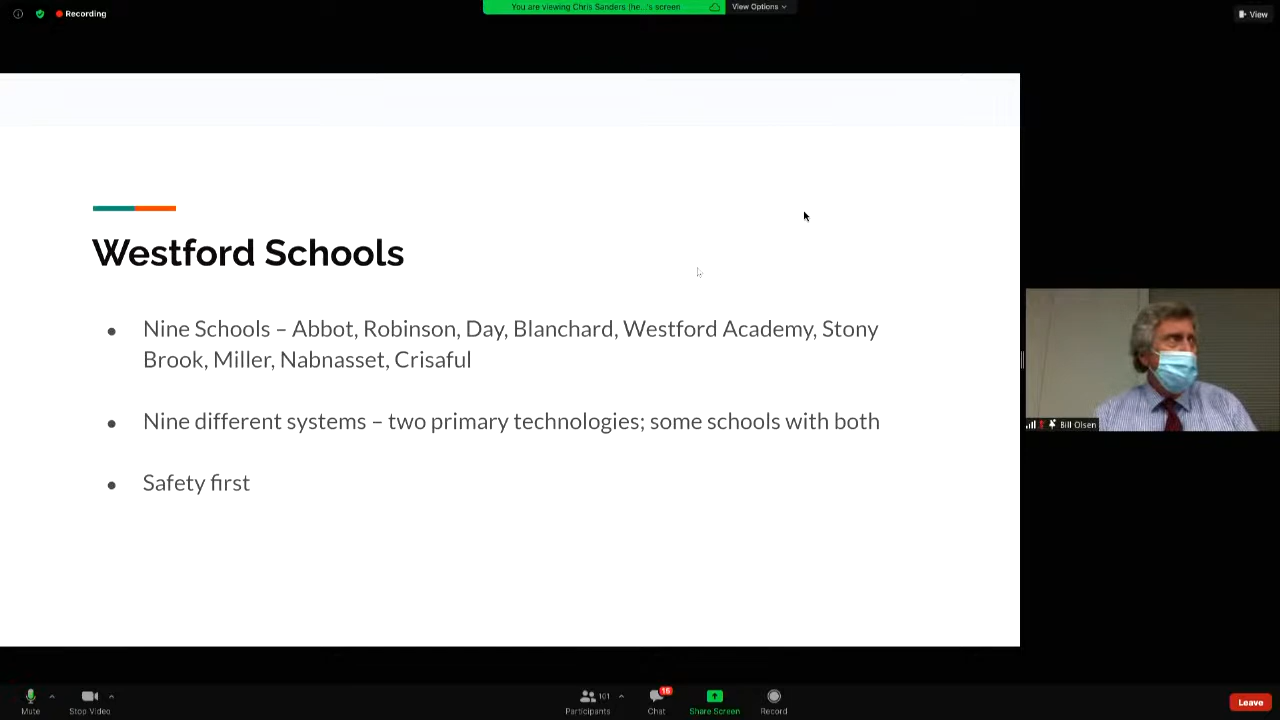 Recording
You are viewing Chris Sanders (he...'s screen
View Options
View
Westford Schools
Nine Schools – Abbot, Robinson, Day, Blanchard, Westford Academy, Stony
Brook, Miller, Nabnasset, Crisaful
Nine different systems – two primary technologies; some schools with both
Safety first
Bill Olsen
Mute
Stop Video
101
Participants
16
Chat
Share Screen
Record
Leave